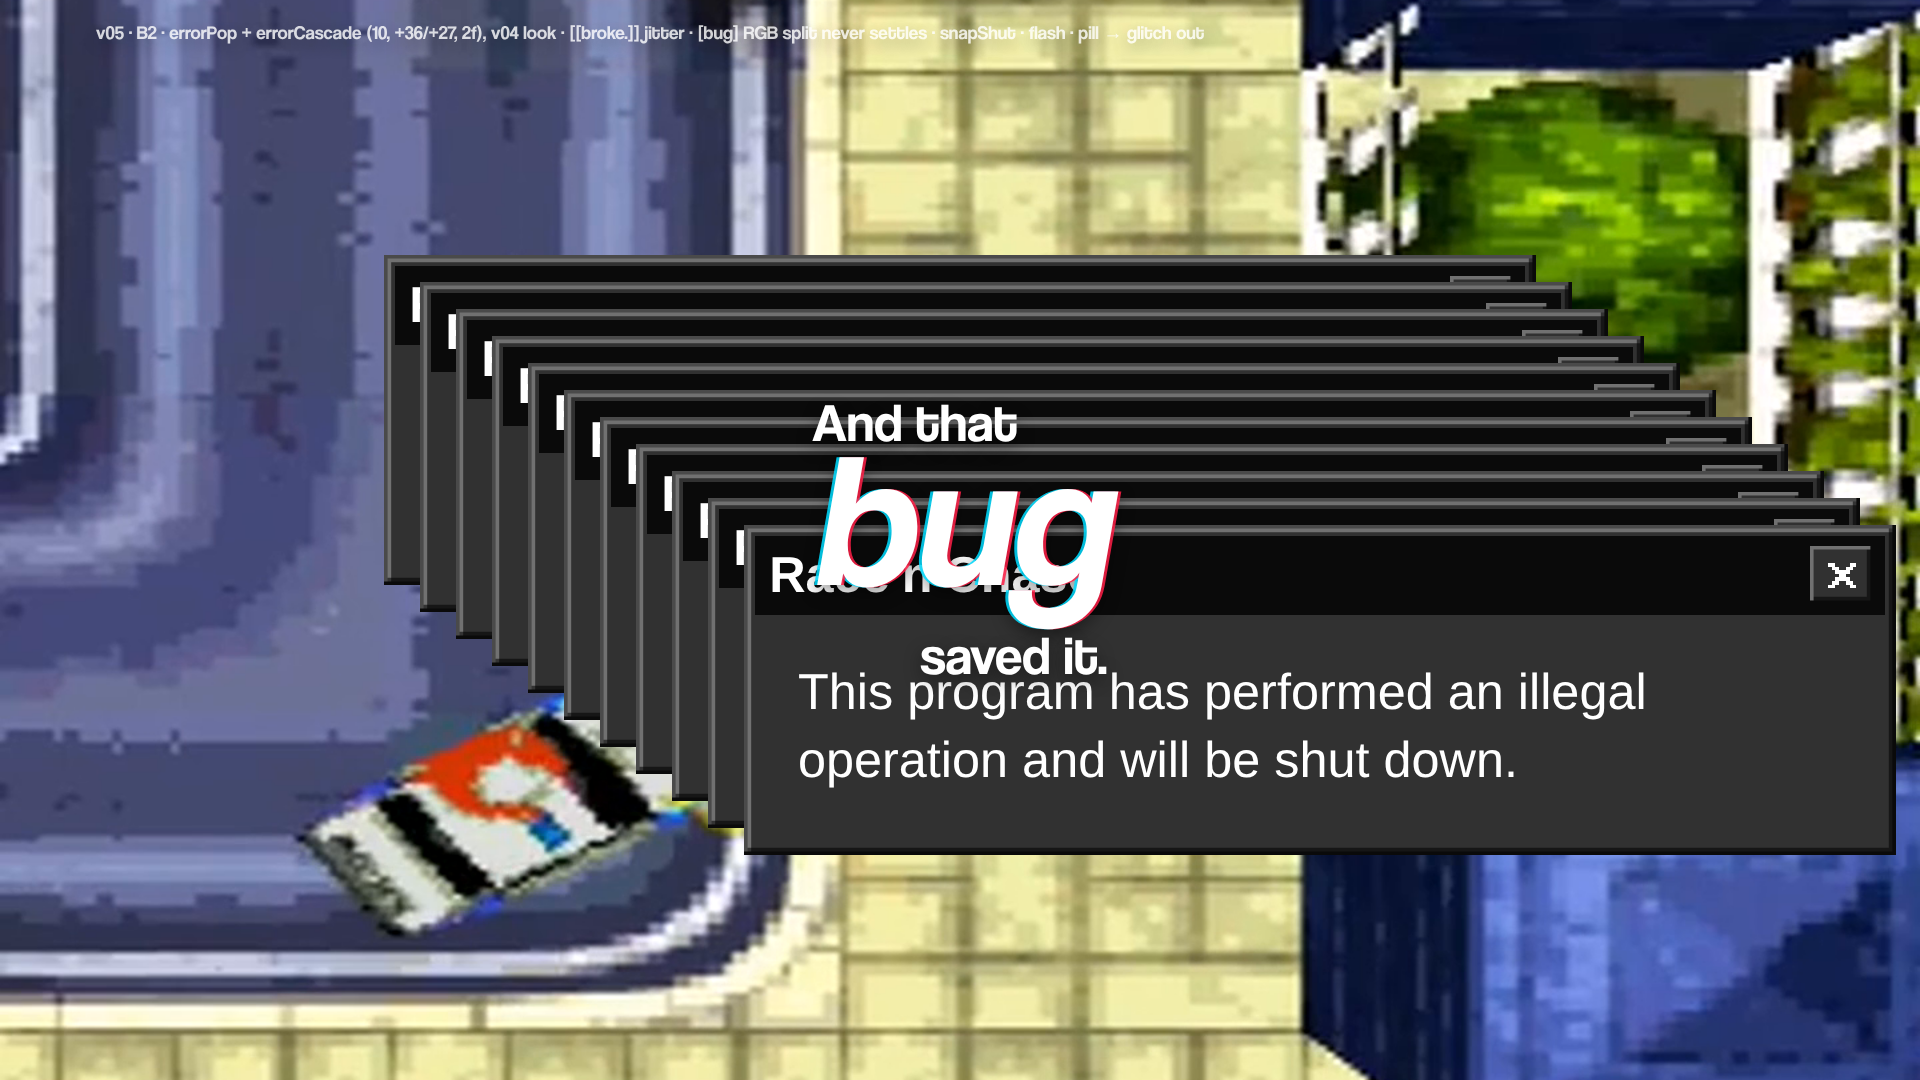 v05 · B2 · errorPop + errorCascade (10, +36/+27, 2f), v04 look · [[broke.]] jitter · [bug] RGB split never settles · snapShut · flash · pill → glitch out
And that
bug
Race'n'Chase
saved it.
This program has performed an illegal
operation and will be shut down.